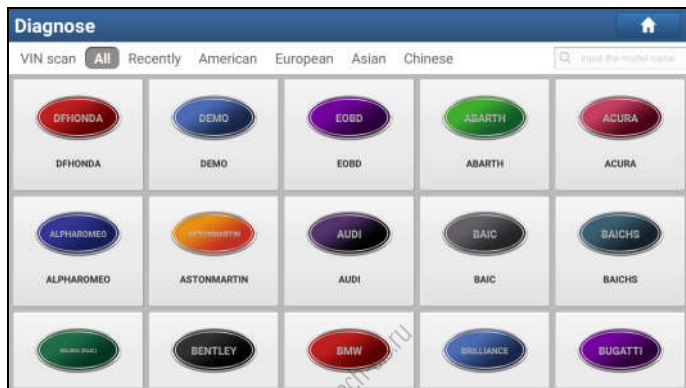 Diagnose
VIN scan All Recently American European Asian Chinese Input the model name
DFHONDA DEMO EOBD ABARTH ACURA
DFHONDA DEMO EOBD ABARTH ACURA
ALPHAROMEO ASTONMARTIN AUDI BAIC BAICHS
ALPHAROMEO ASTONMARTIN AUDI BAIC BAICHS
BENTLEY BMW BRILLIANCE BUGATTI